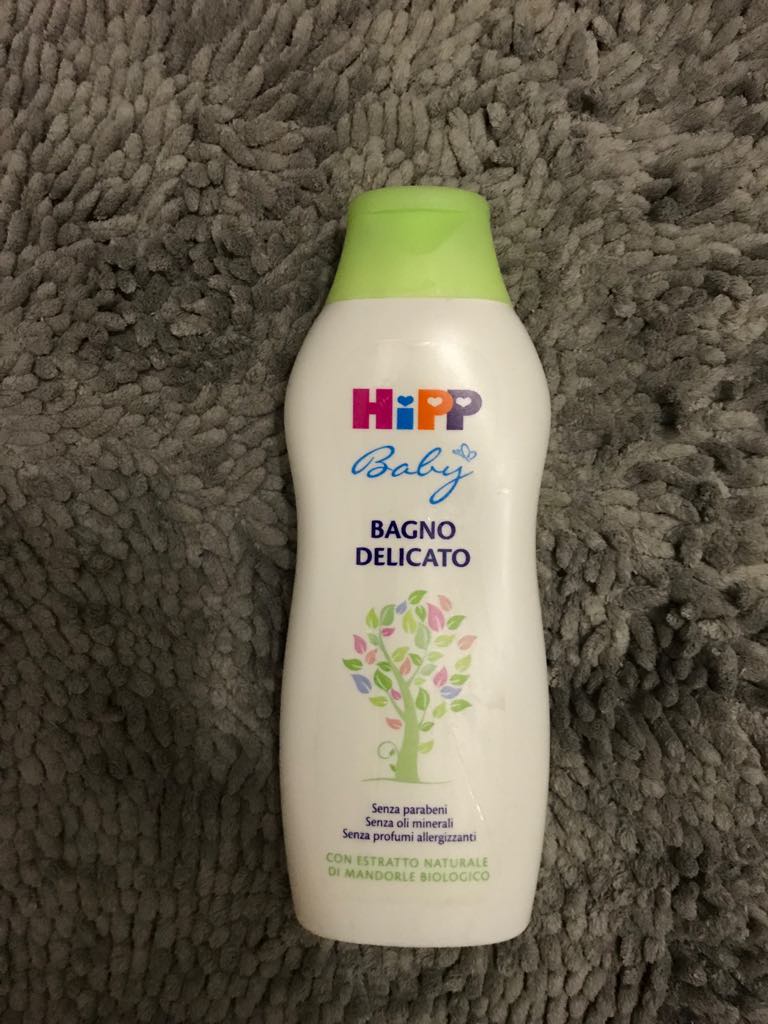 HiPP
Baby
BAGNO
DELICATO
Senza parabeni
Senza oli minerali
Senza profumi allergizzanti
CON ESTRATTO NATURALE
DI MANDORLE BIOLOGICO